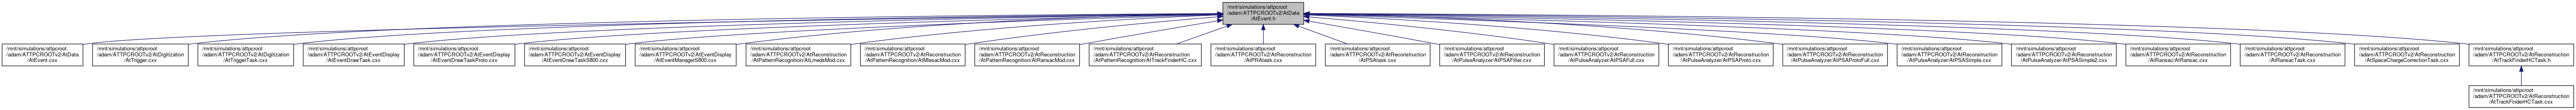 /mnt/simulations/attpcroot
/adam/ATTPCROOTv2/AtData
/AtEvent.h
/mnt/simulations/attpcroot
/adam/ATTPCROOTv2/AtData
/AtEvent.cxx
/mnt/simulations/attpcroot
/adam/ATTPCROOTv2/AtDigitization
/AtTrigger.cxx
/mnt/simulations/attpcroot
/adam/ATTPCROOTv2/AtDigitization
/AtTriggerTask.cxx
/mnt/simulations/attpcroot
/adam/ATTPCROOTv2/AtEventDisplay
/AtEventDrawTask.cxx
/mnt/simulations/attpcroot
/adam/ATTPCROOTv2/AtEventDisplay
/AtEventDrawTaskProto.cxx
/mnt/simulations/attpcroot
/adam/ATTPCROOTv2/AtEventDisplay
/AtEventDrawTaskS800.cxx
/mnt/simulations/attpcroot
/adam/ATTPCROOTv2/AtEventDisplay
/AtEventManagerS800.cxx
/mnt/simulations/attpcroot
/adam/ATTPCROOTv2/AtReconstruction
/AtPatternRecognition/AtLmedsMod.cxx
/mnt/simulations/attpcroot
/adam/ATTPCROOTv2/AtReconstruction
/AtPatternRecognition/AtMlesacMod.cxx
/mnt/simulations/attpcroot
/adam/ATTPCROOTv2/AtReconstruction
/AtPatternRecognition/AtRansacMod.cxx
/mnt/simulations/attpcroot
/adam/ATTPCROOTv2/AtReconstruction
/AtPatternRecognition/AtTrackFinderHC.cxx
/mnt/simulations/attpcroot
/adam/ATTPCROOTv2/AtReconstruction
/AtPRAtask.cxx
/mnt/simulations/attpcroot
/adam/ATTPCROOTv2/AtReconstruction
/AtPSAtask.cxx
/mnt/simulations/attpcroot
/adam/ATTPCROOTv2/AtReconstruction
/AtPulseAnalyzer/AtPSAFilter.cxx
/mnt/simulations/attpcroot
/adam/ATTPCROOTv2/AtReconstruction
/AtPulseAnalyzer/AtPSAFull.cxx
/mnt/simulations/attpcroot
/adam/ATTPCROOTv2/AtReconstruction
/AtPulseAnalyzer/AtPSAProto.cxx
/mnt/simulations/attpcroot
/adam/ATTPCROOTv2/AtReconstruction
/AtPulseAnalyzer/AtPSAProtoFull.cxx
/mnt/simulations/attpcroot
/adam/ATTPCROOTv2/AtReconstruction
/AtPulseAnalyzer/AtPSASimple.cxx
/mnt/simulations/attpcroot
/adam/ATTPCROOTv2/AtReconstruction
/AtPulseAnalyzer/AtPSASimple2.cxx
/mnt/simulations/attpcroot
/adam/ATTPCROOTv2/AtReconstruction
/AtRansac/AtRansac.cxx
/mnt/simulations/attpcroot
/adam/ATTPCROOTv2/AtReconstruction
/AtRansacTask.cxx
/mnt/simulations/attpcroot
/adam/ATTPCROOTv2/AtReconstruction
/AtSpaceChargeCorrectionTask.cxx
/mnt/simulations/attpcroot
/adam/ATTPCROOTv2/AtReconstruction
/AtTrackFinderHCTask.h
/mnt/simulations/attpcroot
/adam/ATTPCROOTv2/AtReconstruction
/AtTrackFinderHCTask.cxx